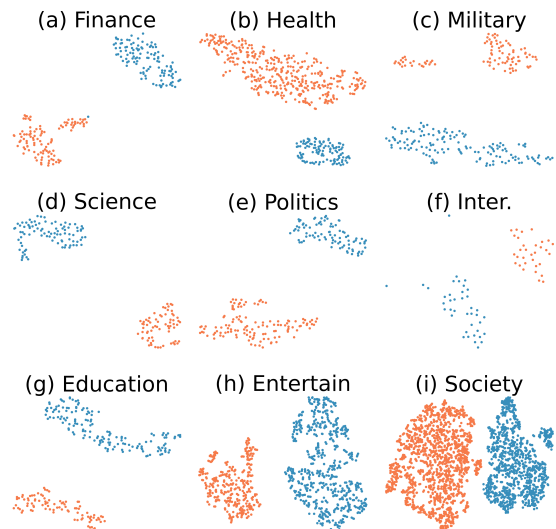 (a) Finance
(b) Health
(c) Military
(d) Science
(e) Politics
(f) Inter.
(g) Education
(h) Entertain
(i) Society